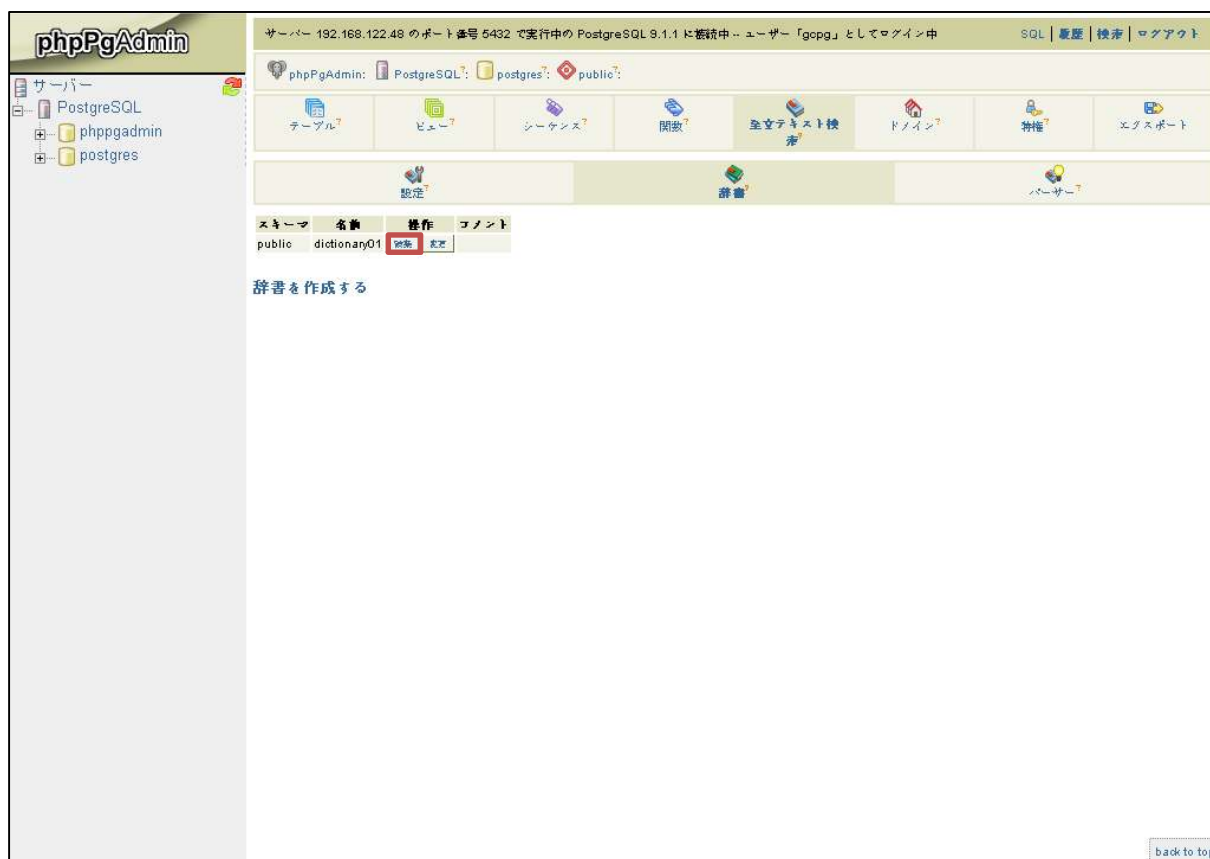 phpPgAdmin
サーバー 192.168.122.48 のポート番号 5432 で実行中の PostgreSQL 9.1.1 に接続中 -- ユーザー「gopg」としてログイン中
SQL | 履歴 | 検索 | ログアウト
サーバー
PostgreSQL
phppgadmin
postgres
phpPgAdmin: PostgreSQL?: postgres?: public?:
テーブル? ビュー? シーケンス? 関数? 全文テキスト検索? ドメイン? 特権? エクスポート
設定? 辞書? パーサー?
スキーマ 名前 操作 コメント
public dictionary01 破棄 変更
辞書を作成する
back to top